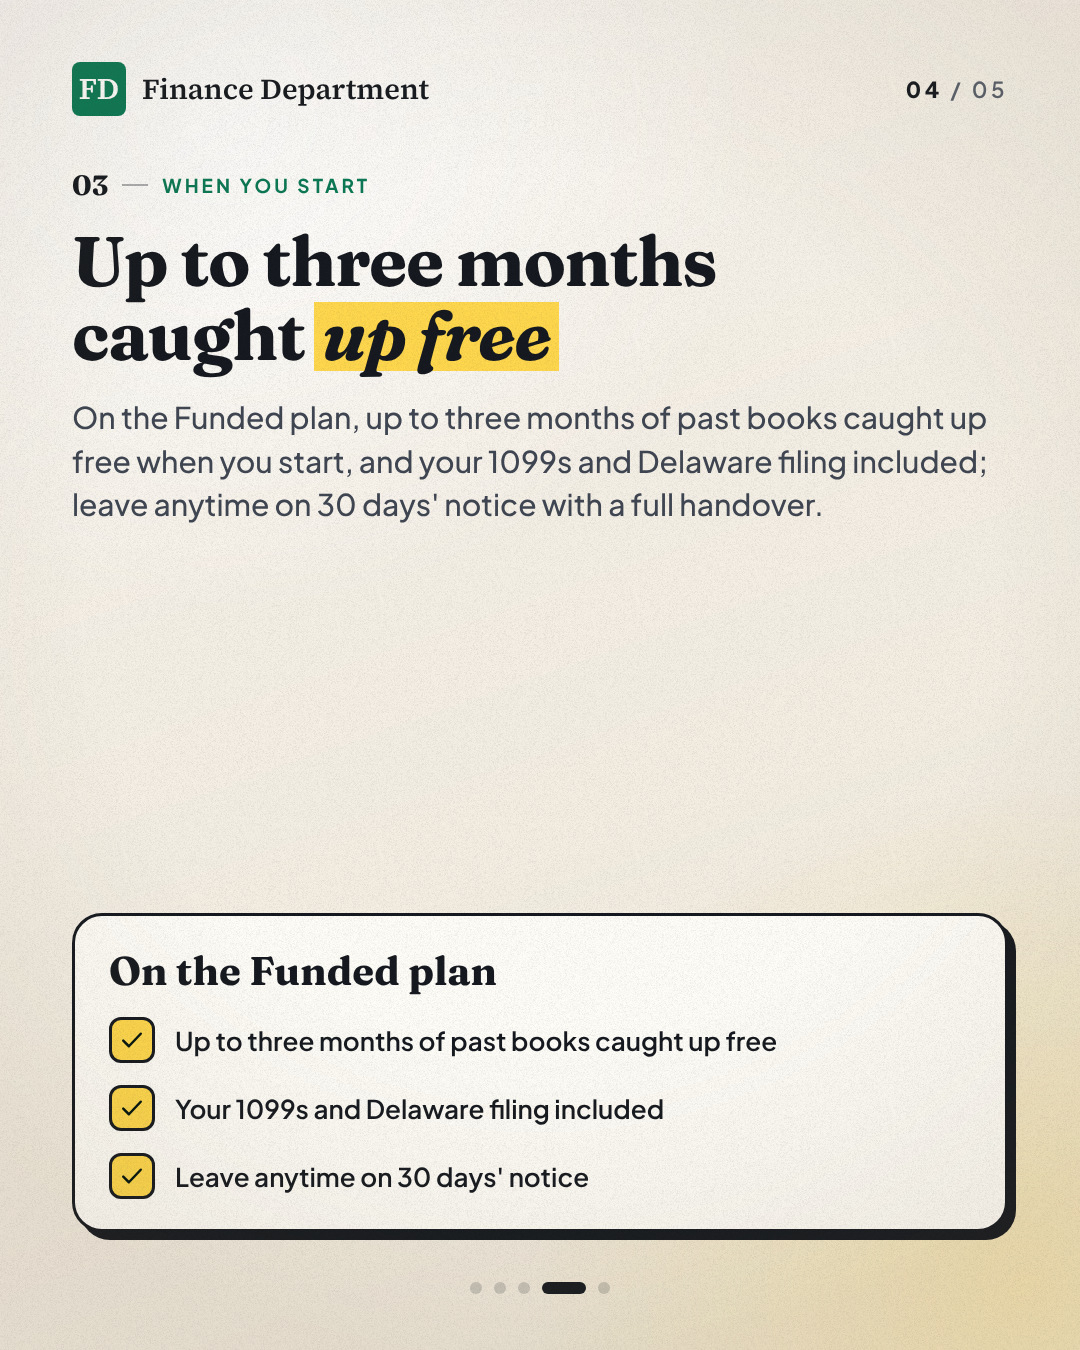 FD Finance Department
04 / 05
03 — WHEN YOU START
Up to three months
caught up free
On the Funded plan, up to three months of past books caught up
free when you start, and your 1099s and Delaware filing included;
leave anytime on 30 days' notice with a full handover.
On the Funded plan
Up to three months of past books caught up free
Your 1099s and Delaware filing included
Leave anytime on 30 days' notice